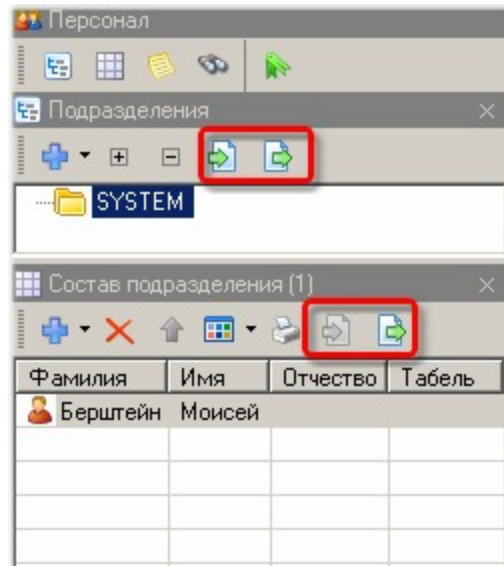 Персонал
Подразделения
SYSTEM
Состав подразделения (1)
Фамилия Имя Отчество Табель
Берштейн Моисей